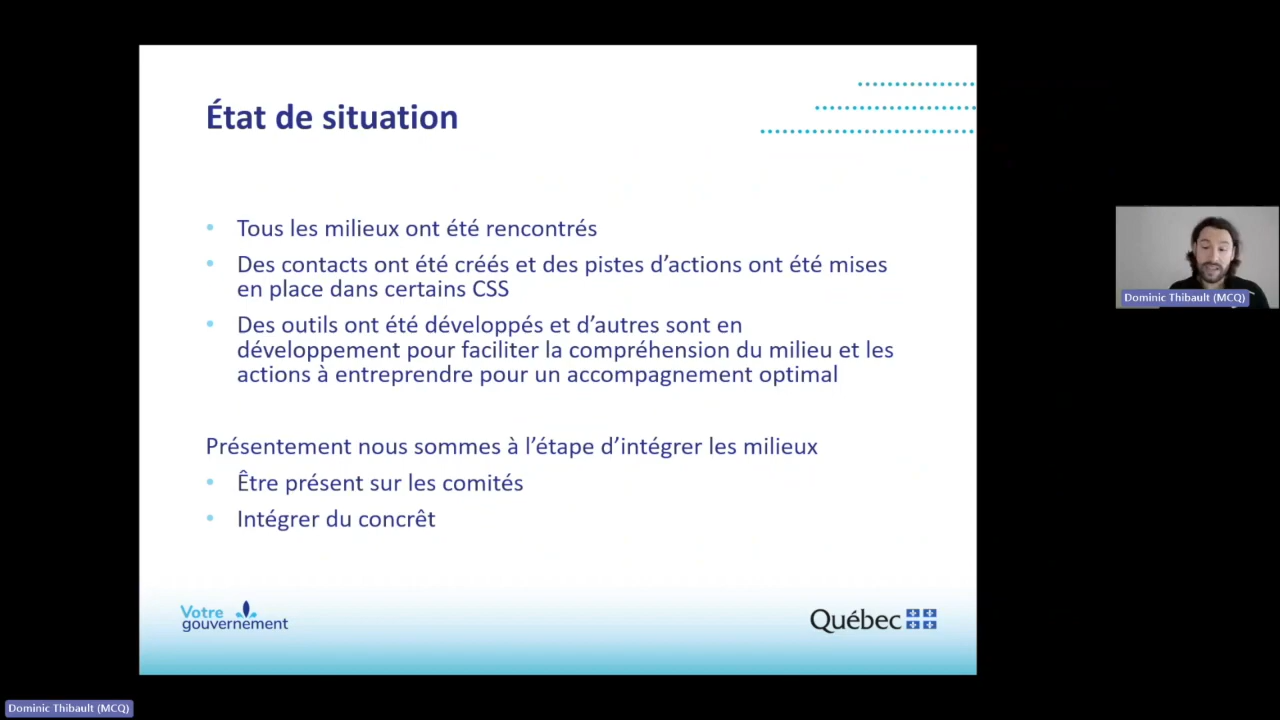 État de situation
• Tous les milieux ont été rencontrés
• Des contacts ont été créés et des pistes d’actions ont été mises
en place dans certains CSS
• Des outils ont été développés et d’autres sont en
développement pour faciliter la compréhension du milieu et les
actions à entreprendre pour un accompagnement optimal
Présentement nous sommes à l’étape d’intégrer les milieux
• Être présent sur les comités
• Intégrer du concrêt
Votre
gouvernement
Québec
Dominic Thibault (MCQ)
Dominic Thibault (MCQ)